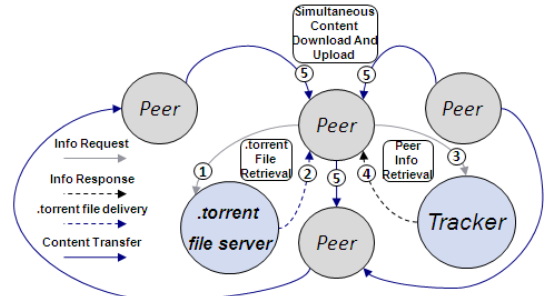 Simultaneous
Content
Download And
Upload
5
5
Peer
Peer
Peer
Info Request
1
.torrent
File
Retrieval
2
5
4
Peer
Info
Retrieval
3
Info Response
.torrent file delivery
Content Transfer
.torrent
file server
Peer
Tracker